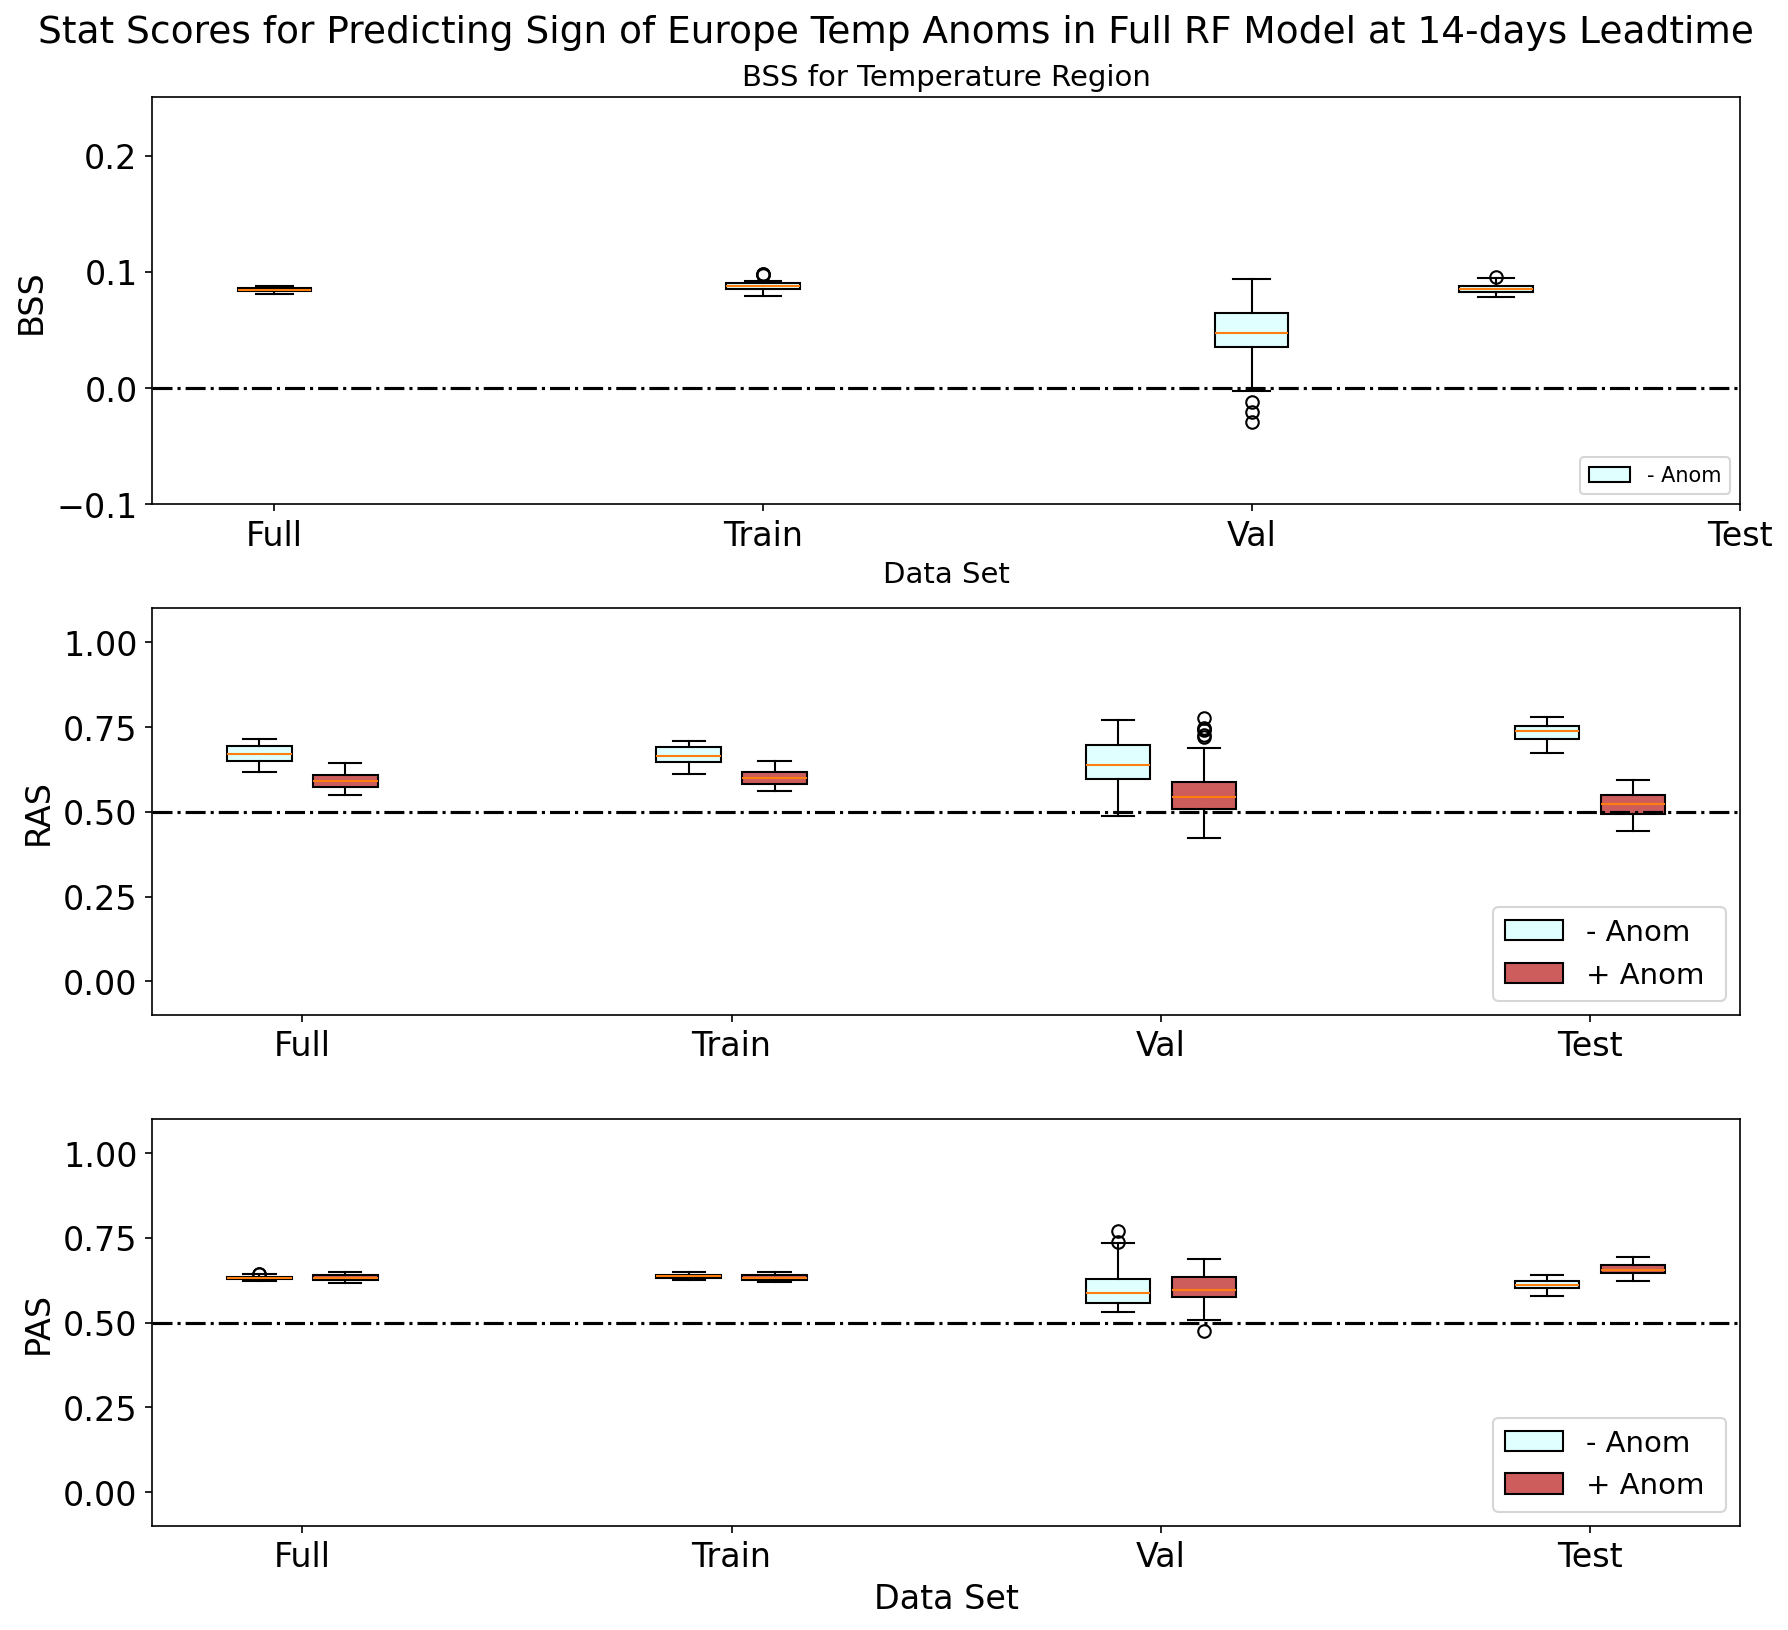 Stat Scores for Predicting Sign of Europe Temp Anoms in Full RF Model at 14-days Leadtime
BSS for Temperature Region
0.2
0.1
0.0
−0.1
BSS
- Anom
Full Train Val Test
Data Set
1.00
0.75
0.50
0.25
0.00
RAS
- Anom
+ Anom
Full Train Val Test
1.00
0.75
0.50
0.25
0.00
PAS
- Anom
+ Anom
Full Train Val Test
Data Set